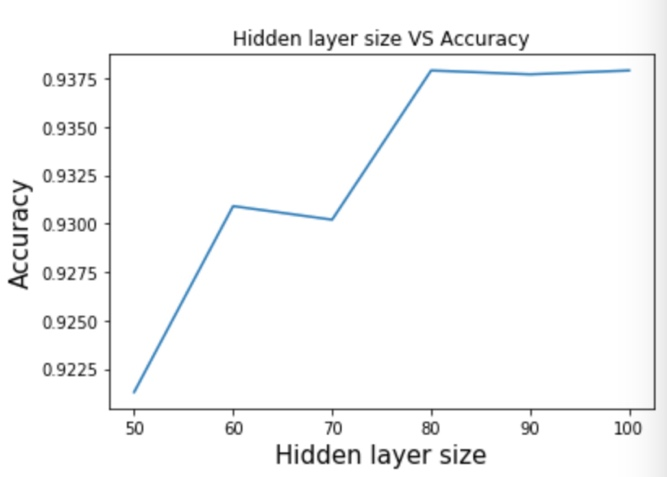 Hidden layer size VS Accuracy
0.9375
0.9350
0.9325
0.9300
0.9275
0.9250
0.9225
Accuracy
50 60 70 80 90 100
Hidden layer size